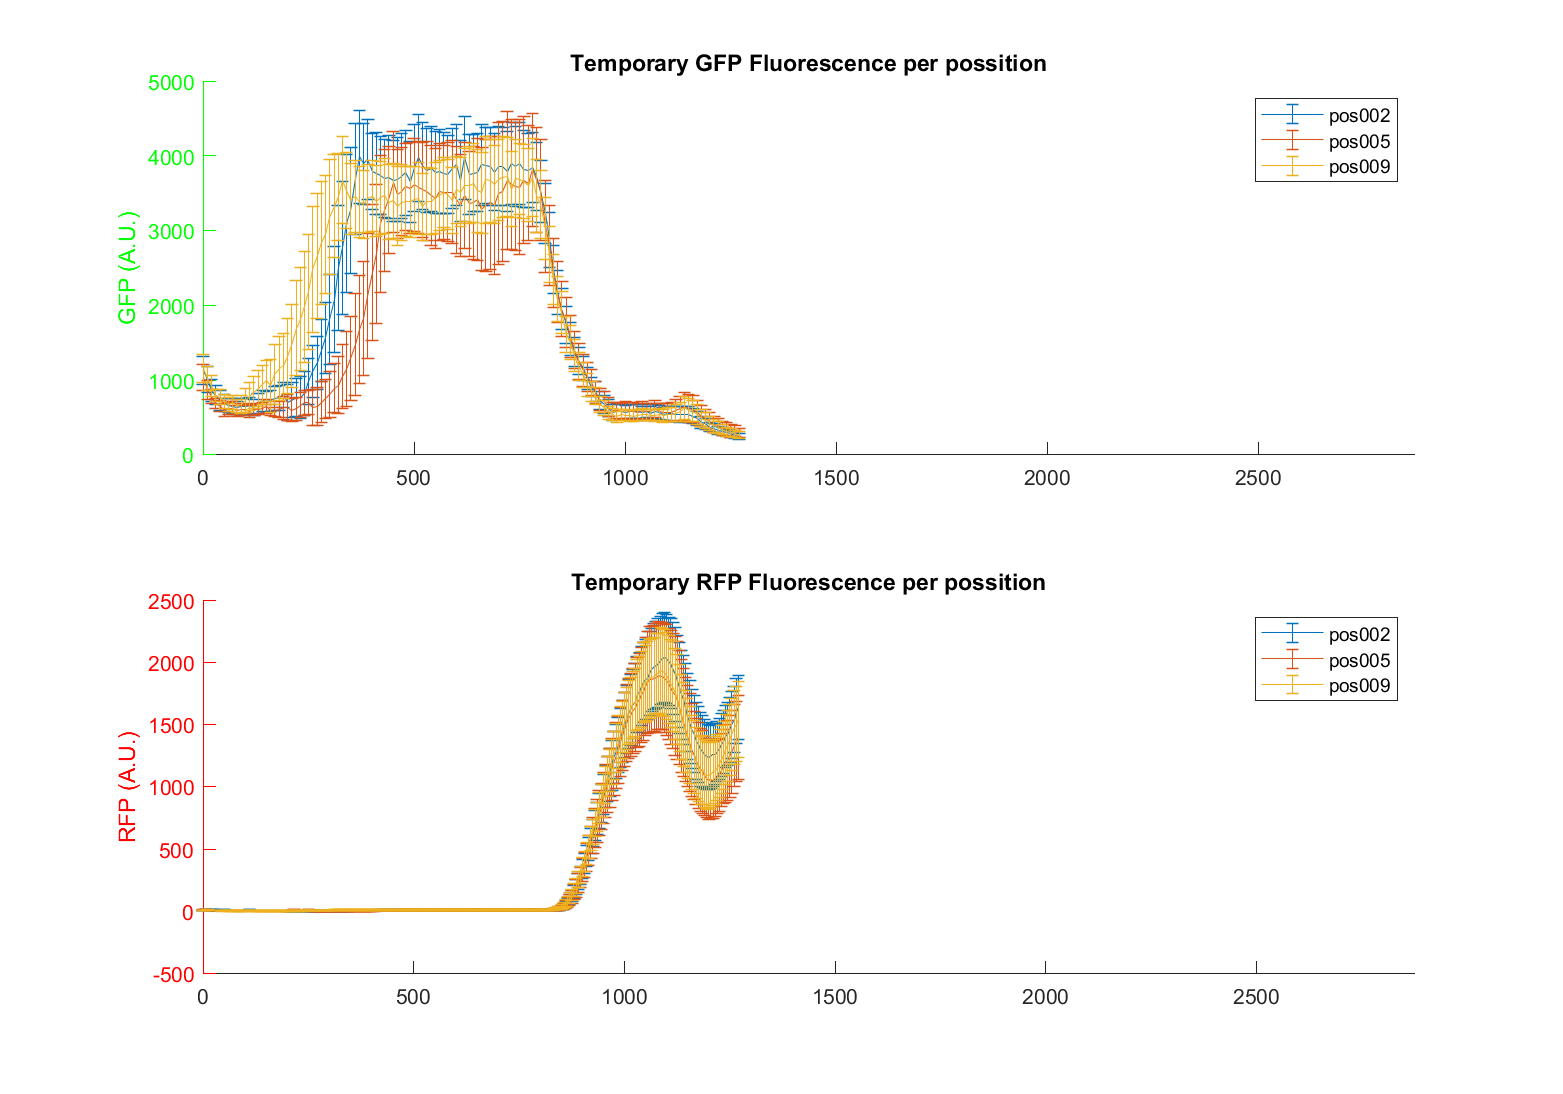 Temporary GFP Fluorescence per possition
5000
4000
3000
2000
1000
0
GFP (A.U.)
0 500 1000 1500 2000 2500
pos002
pos005
pos009
Temporary RFP Fluorescence per possition
2500
2000
1500
1000
500
0
-500
RFP (A.U.)
0 500 1000 1500 2000 2500
pos002
pos005
pos009